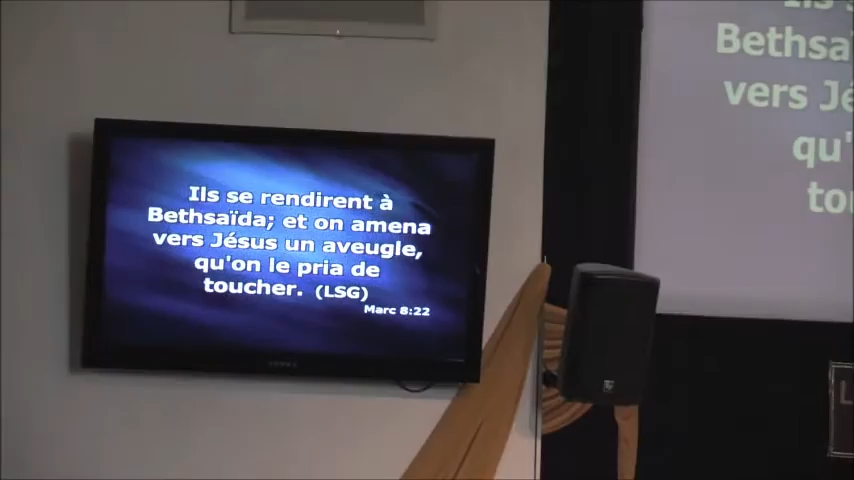 Ils se rendirent à
Bethsaïda; et on amena
vers Jésus un aveugle,
qu'on le pria de
toucher. (LSG)
Marc 8:22
Ils
Bethsa
vers Jé
qu'
to